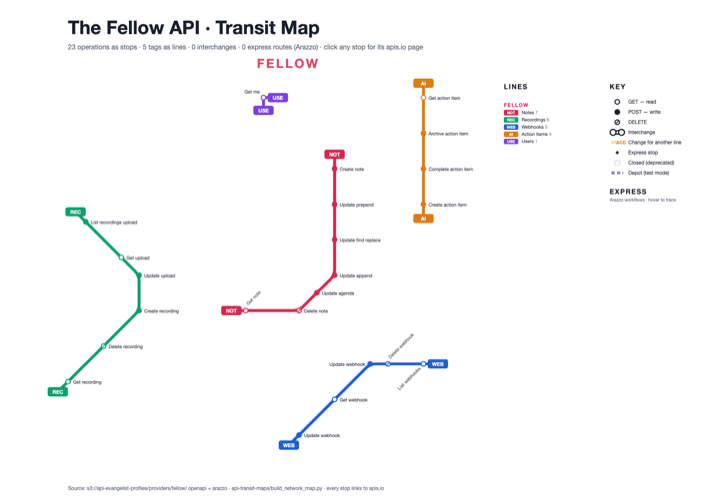 The Fellow API · Transit Map
23 operations as stops · 5 tags as lines · 0 interchanges · 0 express routes (Arazzo) · click any stop for its apis.io page
FELLOW
Get me
USE
USE
AI
Get action item
Archive action item
Complete action item
Create action item
AI
NOT
Create note
Update prepend
Update find replace
Update append
Update agenda
Delete note
Get note
NOT
REC
List recordings upload
Get upload
Update upload
Create recording
Delete recording
Get recording
REC
Update webhook
Delete webhook
List webhooks
WEB
Get webhook
Update webhook
WEB
LINES
FELLOW
NOT Notes 7
REC Recordings 6
WEB Webhooks 5
AI Action Items 4
USE Users 1
KEY
GET — read
POST — write
DELETE
Interchange
Change for another line
Express stop
Closed (deprecated)
Depot (test mode)
EXPRESS
Arazzo workflows · hover to trace
Source: s3://api-evangelist-profiles/providers/fellow/ openapi + arazzo · api-transit-maps/build_network_map.py · every stop links to apis.io